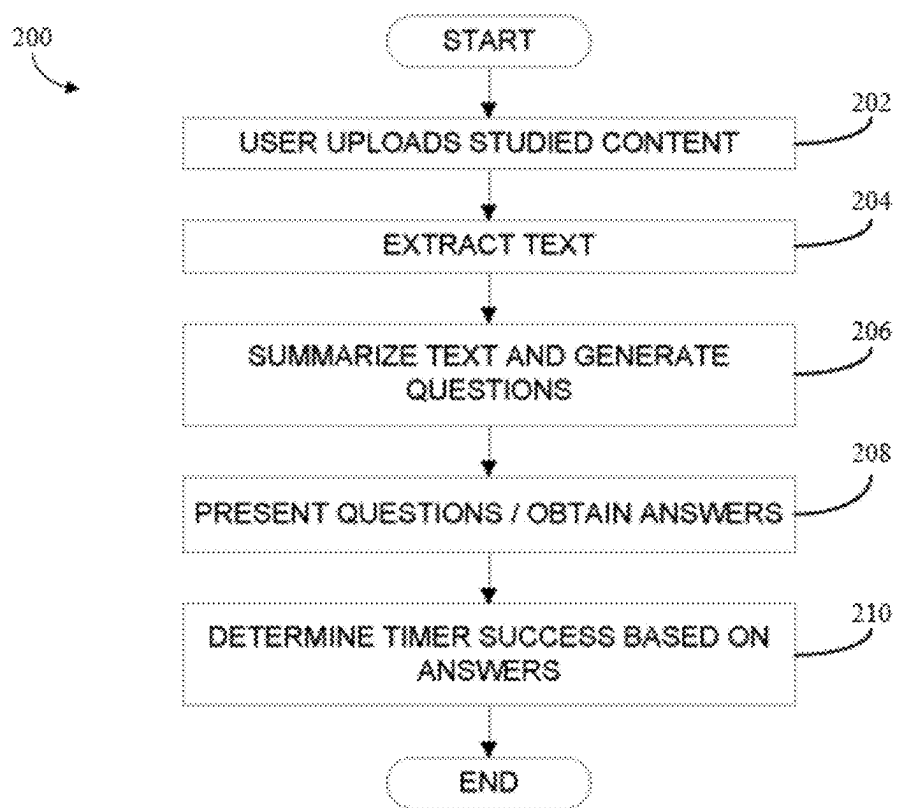 200
START
202
USER UPLOADS STUDIED CONTENT
204
EXTRACT TEXT
206
SUMMARIZE TEXT AND GENERATE
QUESTIONS
208
PRESENT QUESTIONS / OBTAIN ANSWERS
210
DETERMINE TIMER SUCCESS BASED ON
ANSWERS
END